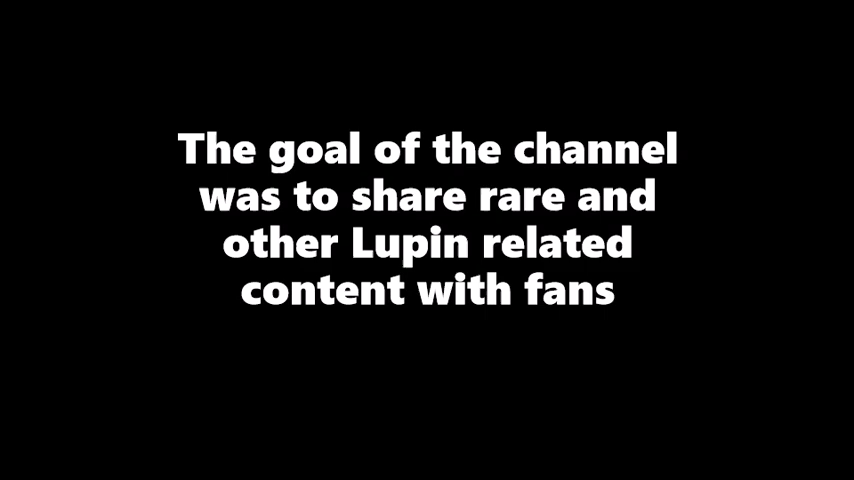 The goal of the channel
was to share rare and
other Lupin related
content with fans